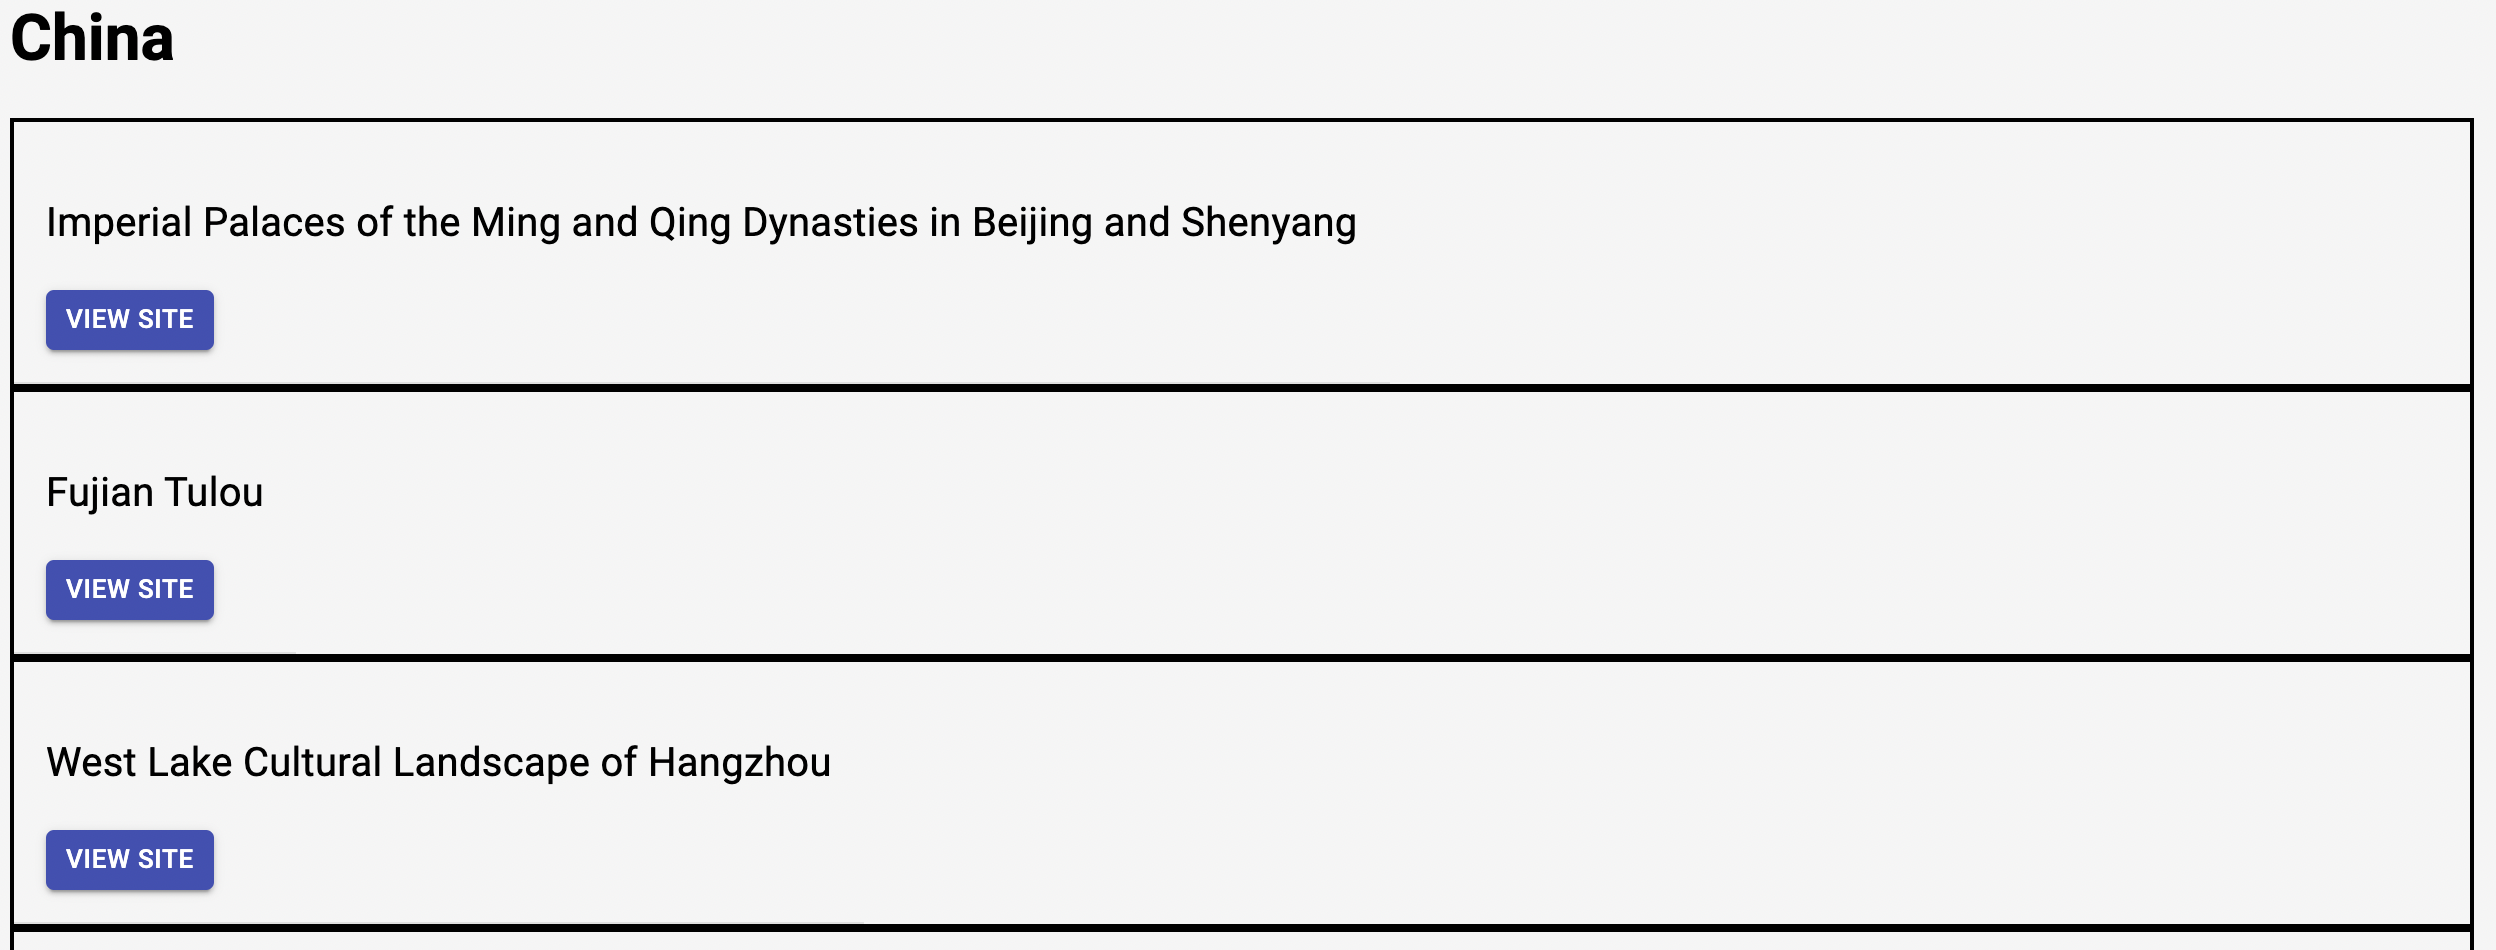 China
Imperial Palaces of the Ming and Qing Dynasties in Beijing and Shenyang
VIEW SITE
Fujian Tulou
VIEW SITE
West Lake Cultural Landscape of Hangzhou
VIEW SITE